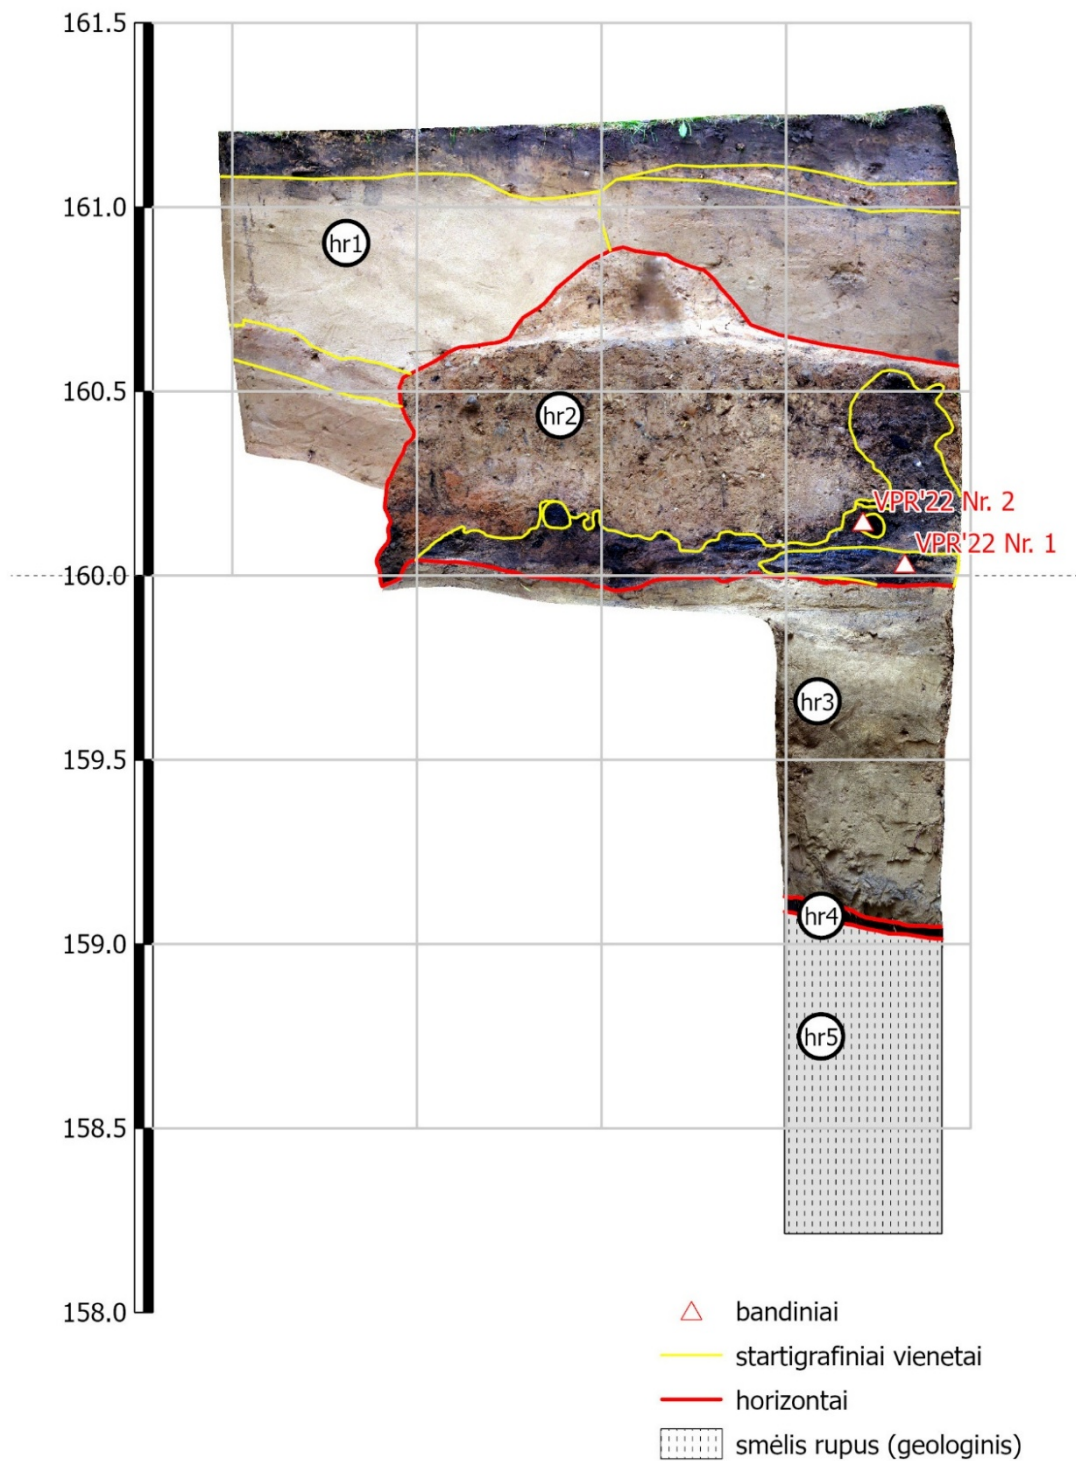 161.5
161.0
hr1
160.5
hr2
VPR'22 Nr. 2
VPR'22 Nr. 1
160.0
hr3
159.5
hr4
159.0
hr5
158.5
158.0
bandiniai
startigrafiniai vienetai
horizontai
smėlis rupus (geologinis)